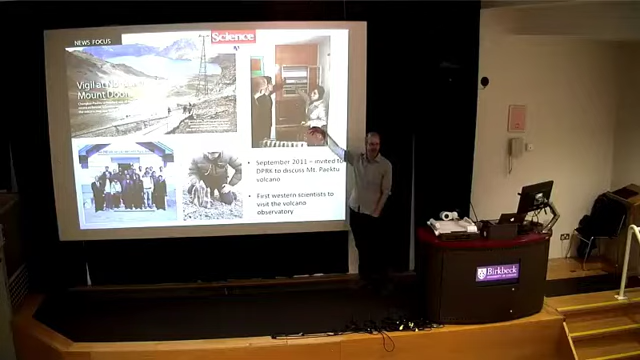 NEWS FOCUS
Science
Vigil at N
Mount Doom
• September 2011 – invited to
DPRK to discuss Mt. Paektu
volcano
• First western scientists to
visit the volcano
observatory
Birkbeck